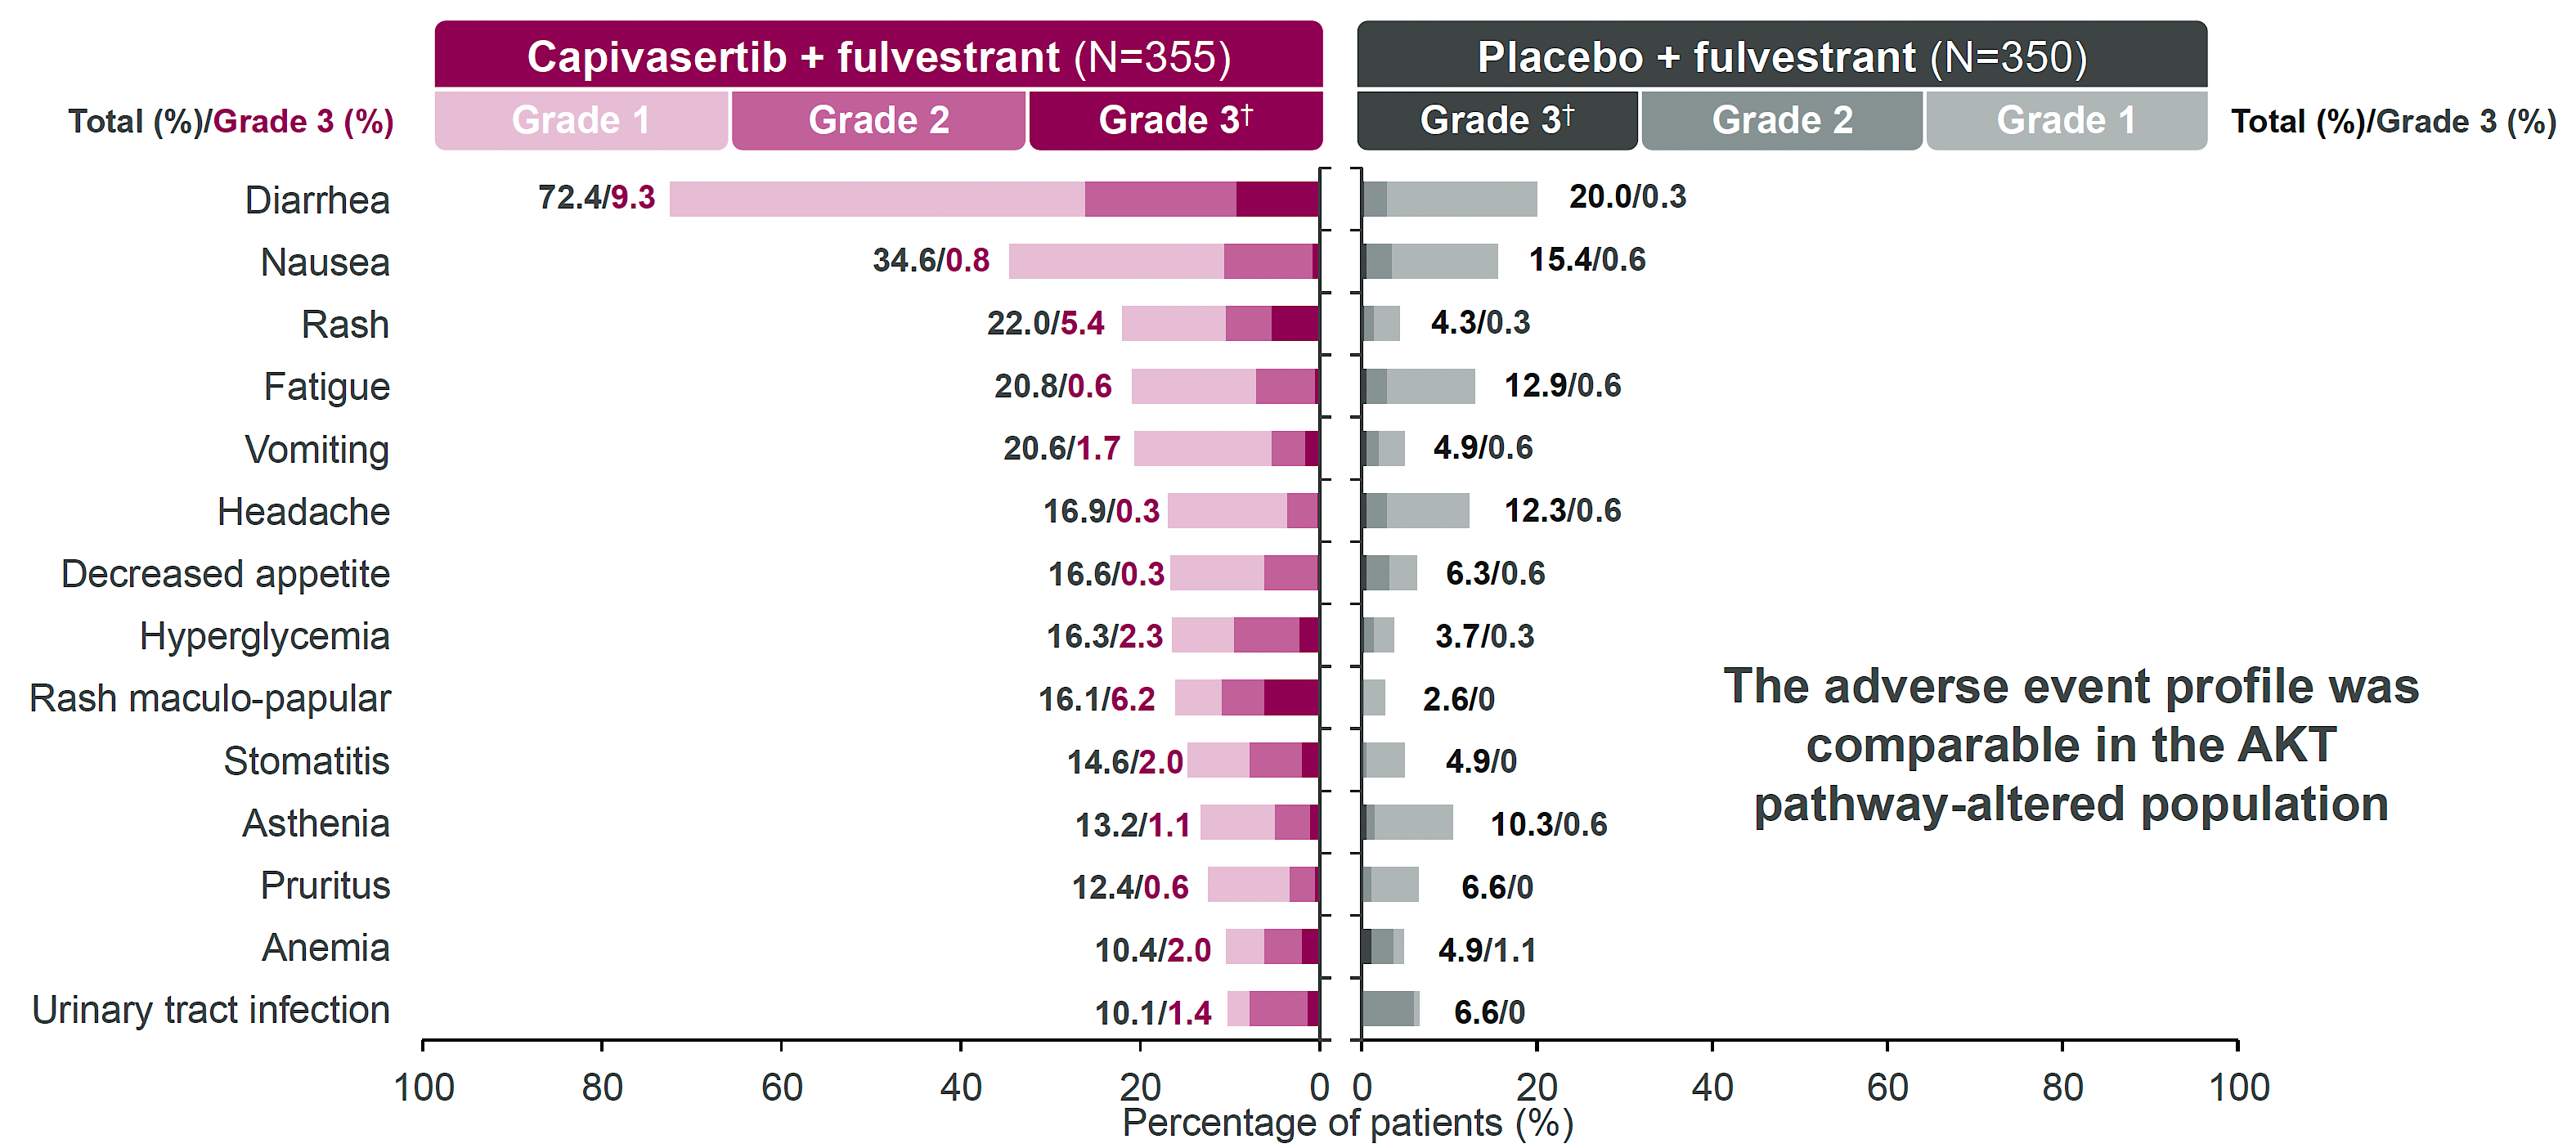 Capivasertib + fulvestrant (N=355)
Placebo + fulvestrant (N=350)
Total (%)/Grade 3 (%)
Grade 1
Grade 2
Grade 3†
Grade 3†
Grade 2
Grade 1
Total (%)/Grade 3 (%)
Diarrhea
72.4/9.3
20.0/0.3
Nausea
34.6/0.8
15.4/0.6
Rash
22.0/5.4
4.3/0.3
Fatigue
20.8/0.6
12.9/0.6
Vomiting
20.6/1.7
4.9/0.6
Headache
16.9/0.3
12.3/0.6
Decreased appetite
16.6/0.3
6.3/0.6
Hyperglycemia
16.3/2.3
3.7/0.3
Rash maculo-papular
16.1/6.2
2.6/0
Stomatitis
14.6/2.0
4.9/0
Asthenia
13.2/1.1
10.3/0.6
Pruritus
12.4/0.6
6.6/0
Anemia
10.4/2.0
4.9/1.1
Urinary tract infection
10.1/1.4
6.6/0
The adverse event profile was
comparable in the AKT
pathway-altered population
100 80 60 40 20 0 0 20 40 60 80 100
Percentage of patients (%)